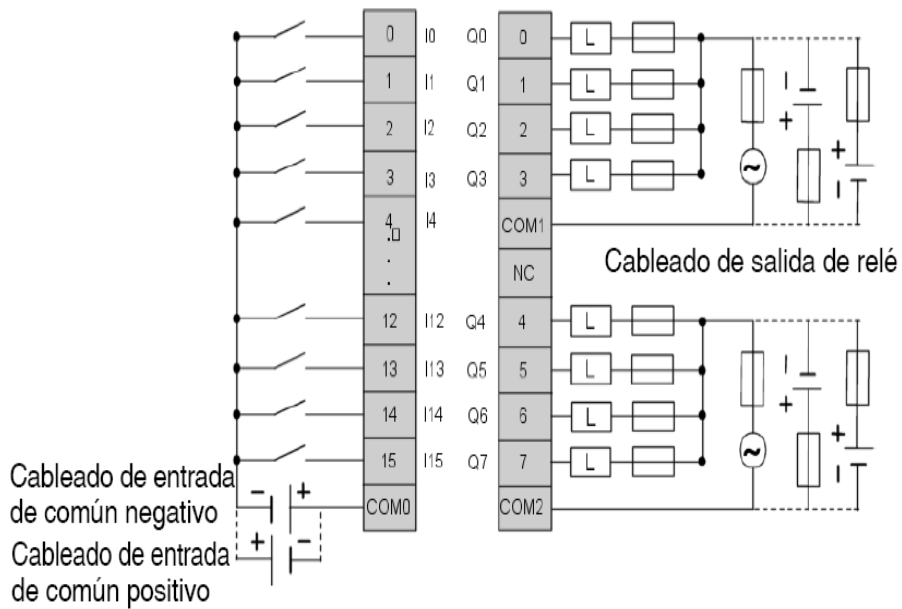 0 I0 Q0 0 L
1 I1 Q1 1 L
2 I2 Q2 2 L
3 I3 Q3 3 L
4 I4 COM1
NC
Cableado de salida de relé
12 I12 Q4 4 L
13 I13 Q5 5 L
14 I14 Q6 6 L
15 I15 Q7 7 L
COM0 COM2
Cableado de entrada
de común negativo
Cableado de entrada
de común positivo